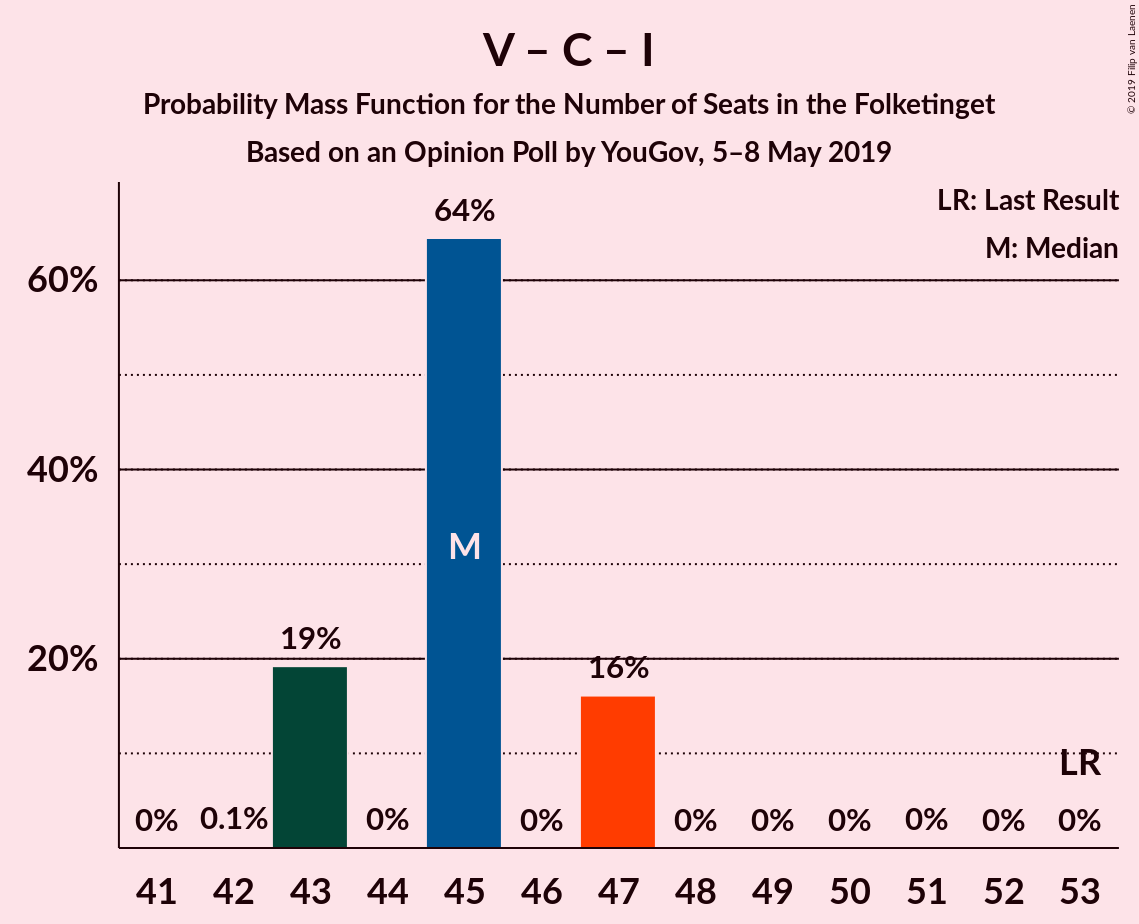 V – C – I
Probability Mass Function for the Number of Seats in the Folketinget
Based on an Opinion Poll by YouGov, 5–8 May 2019
© 2019 Filip van Laenen
LR: Last Result
M: Median
64%
60%
40%
M
19%
20%
16%
LR
0% 0.1% 0% 0% 0% 0% 0% 0% 0% 0%
41 42 43 44 45 46 47 48 49 50 51 52 53